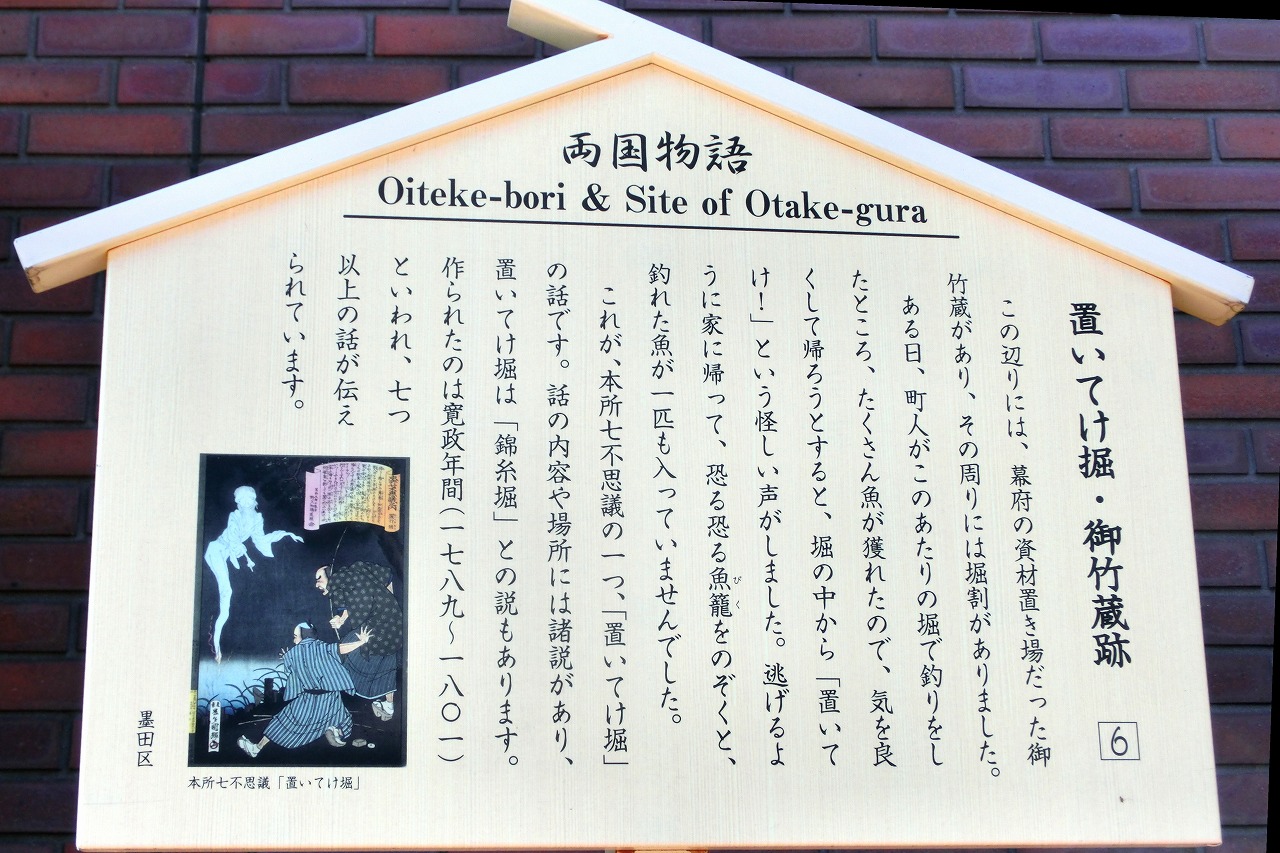 両国物語
Oiteke-bori & Site of Otake-gura
置いてけ掘・御竹蔵跡
6
この辺りには、幕府の資材置き場だった御
竹蔵があり、その周りには堀割がありました。
ある日、町人がこのあたりの堀で釣りをし
たところ、たくさん魚が獲れたので、気を良
くして帰ろうとすると、堀の中から「置いて
け!」という怪しい声がしました。逃げるよ
うに家に帰って、恐る恐る魚籠をのぞくと、
びく
釣れた魚が一匹も入っていませんでした。
これが、本所七不思議の一つ、「置いてけ堀」
の話です。話の内容や場所には諸説があり、
置いてけ堀は「錦糸堀」との説もあります。
作られたのは寛政年間(一七八九~一八〇一)
といわれ、七つ
以上の話が伝え
られています。
本所七不思議「置いてけ堀」
墨田区